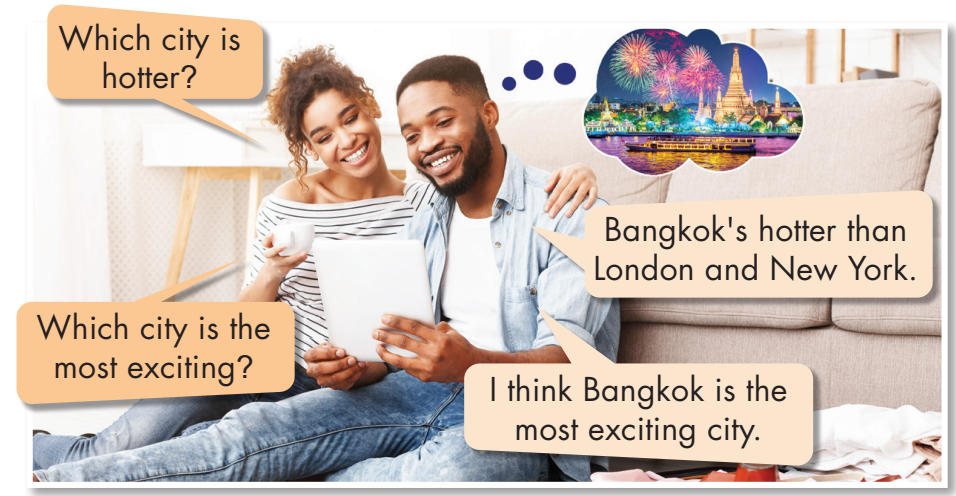 Which city is
hotter?
Bangkok's hotter than
London and New York.
Which city is the
most exciting?
I think Bangkok is the
most exciting city.